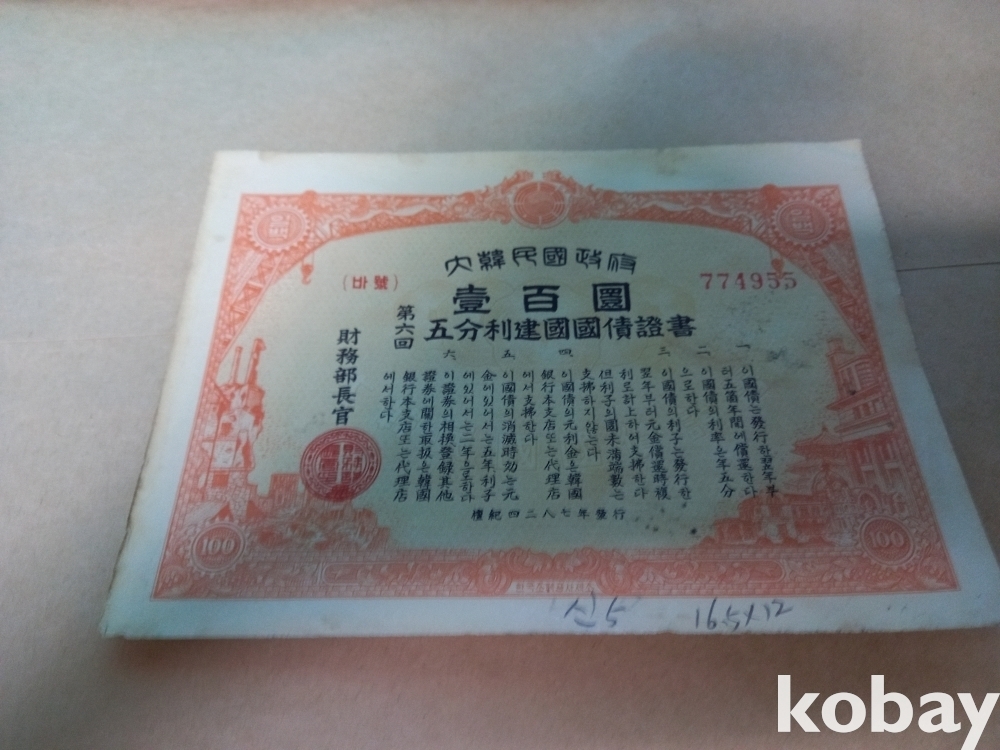 大韓民國政府
(바號)
774955
壹百圜
第六回
五分利建國國債證書
財務部長官
一
이國債는發行한翌年부
터五箇年間에償還한다
二
이國債의利率은年五分
으로한다
三
이國債의利子는發行한
翌年부터元金償還時複
利로하上하여支拂한다
但利子의圜未滿端數는
支拂하지않는다
四
이國債의元利金은韓國
銀行本支店또는代理店
에서支拂한다
五
이國債의消滅時効는元
金에있어서는五年,利子
에있어서는二年으로하다
六
이證券의相換登錄其他
證券에關한取扱은韓國
銀行本支店또는代理店
에서하다
檀紀四二八七年發行
100
100
신5
16.5x12
kobay